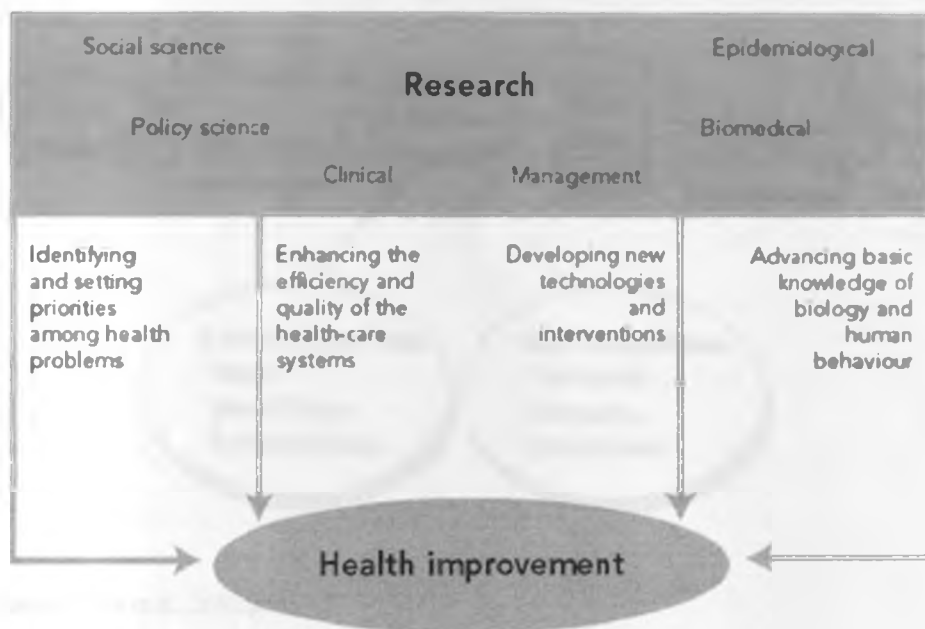 Social science
Epidemiological
Research
Policy science
Biomedical
Clinical
Management
Identifying
and setting
priorities
among health
problems
Enhancing the
efficiency and
quality of the
health-care
systems
Developing new
technologies
and
interventions
Advancing basic
knowledge of
biology and
human
behaviour
Health improvement